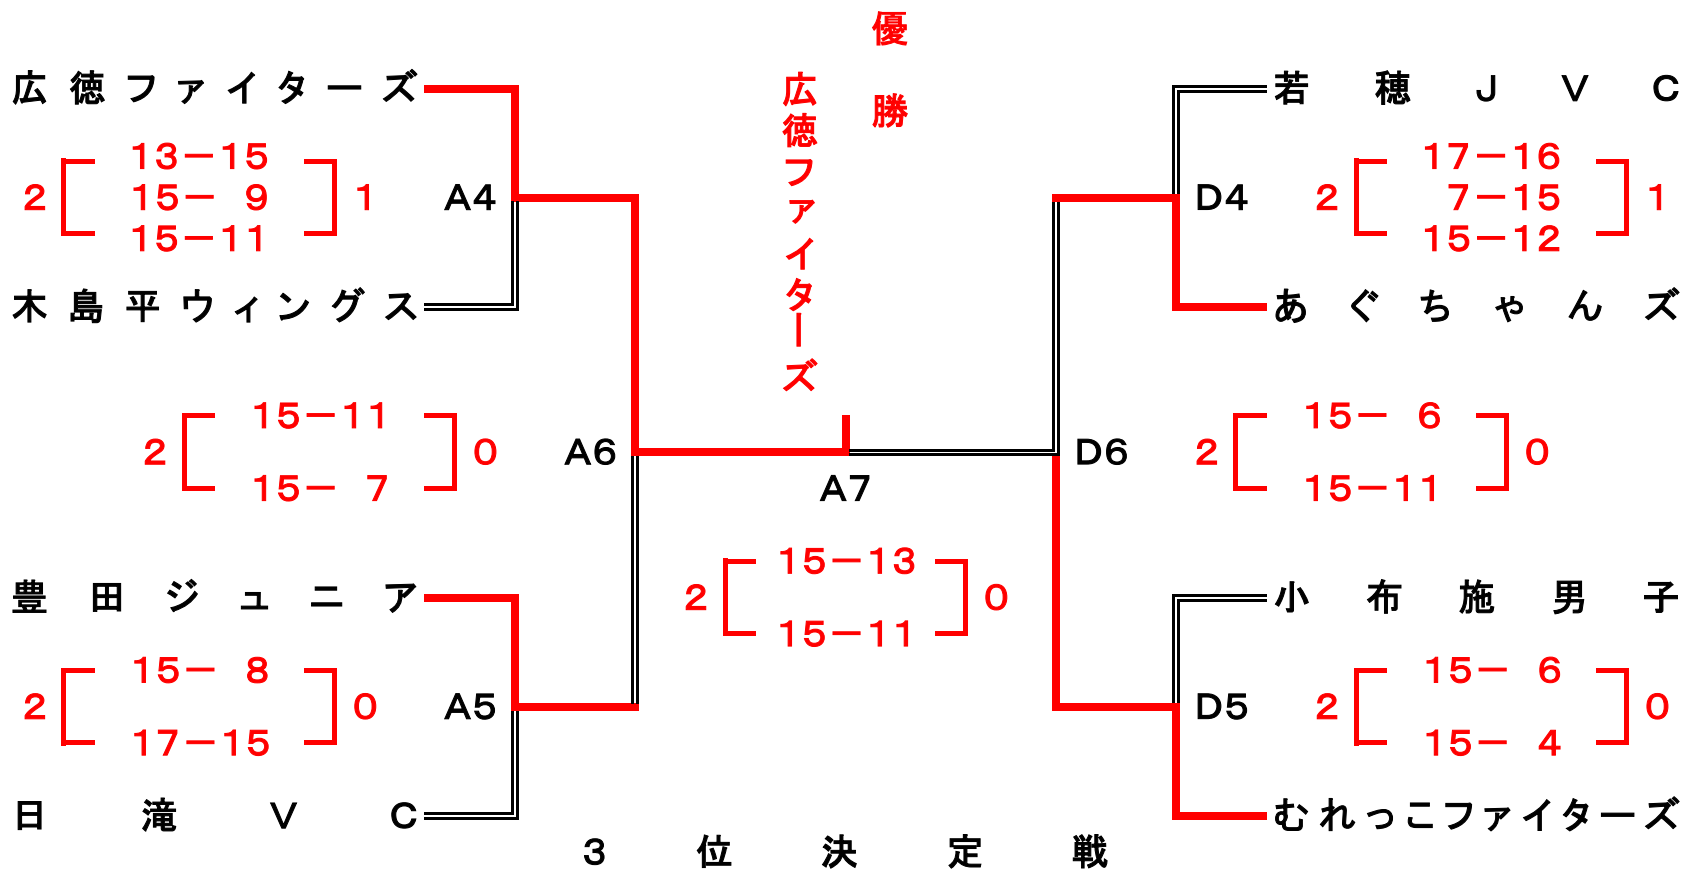 優勝
広徳ファイターズ
広徳ファイターズ
2 13－15 1
15－ 9
15－11
A4
木島平ウィングス
2 15－11 0
15－ 7
A6
豊田ジュニア
2 15－ 8 0
17－15
A5
日滝VC
A7
2 15－13 0
15－11
若穂JVC
D4
2 17－16 1
7－15
15－12
あぐちゃんズ
D6
2 15－ 6 0
15－11
小布施男子
D5
2 15－ 6 0
15－ 4
むれっこファイターズ
3位決定戦